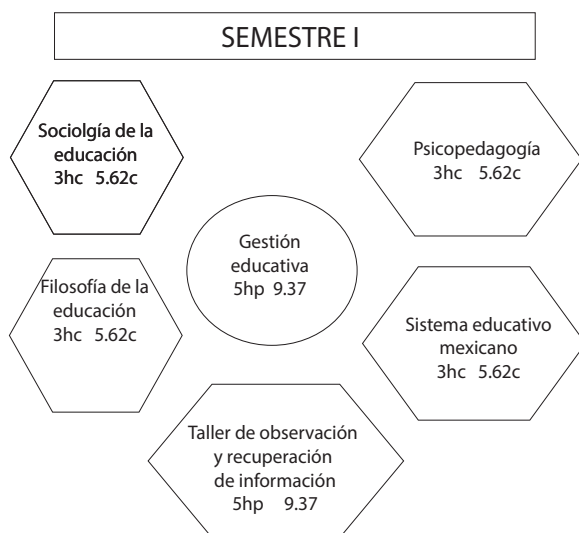 SEMESTRE I
Sociolgía de la
educación
3hc 5.62c
Psicopedagogía
3hc 5.62c
Gestión
educativa
5hp 9.37
Filosofía de la
educación
3hc 5.62c
Sistema educativo
mexicano
3hc 5.62c
Taller de observación
y recuperación
de información
5hp 9.37